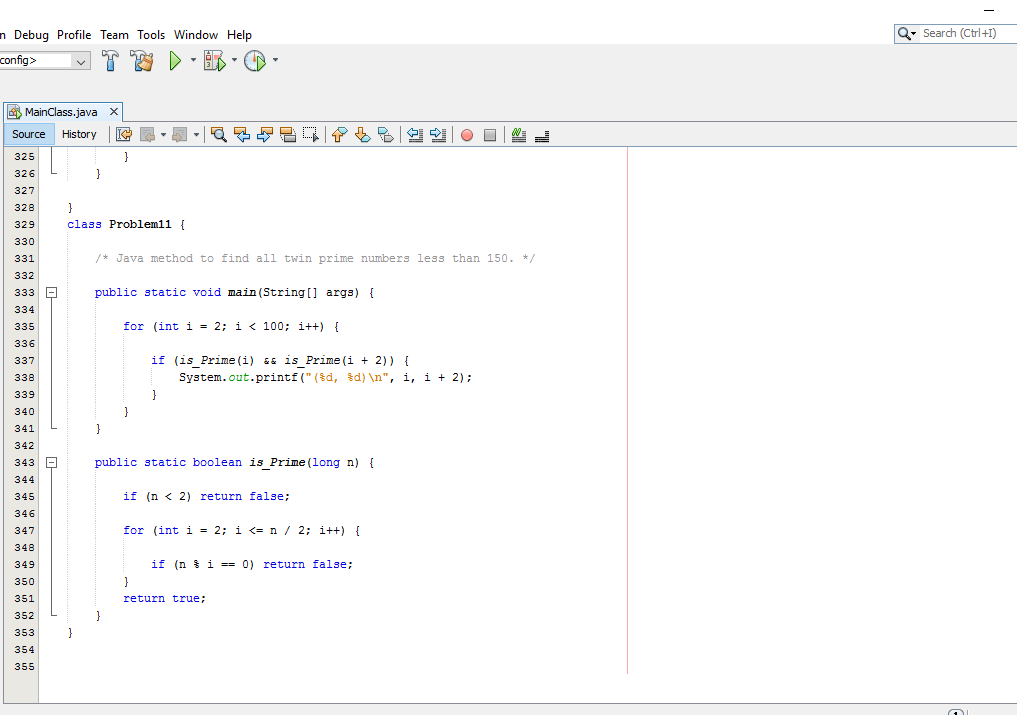 n Debug Profile Team Tools Window Help
Search (Ctrl+I)
config>
MainClass.java
Source History
325 }
326 }
327
328 }
329 class Problem11 {
330
331 /* Java method to find all twin prime numbers less than 150. */
332
333 public static void main(String[] args) {
334
335 for (int i = 2; i < 100; i++) {
336
337 if (is_Prime(i) && is_Prime(i + 2)) {
338 System.out.printf("(%d, %d)\n", i, i + 2);
339 }
340 }
341 }
342
343 public static boolean is_Prime(long n) {
344
345 if (n < 2) return false;
346
347 for (int i = 2; i <= n / 2; i++) {
348
349 if (n % i == 0) return false;
350 }
351 return true;
352 }
353 }
354
355